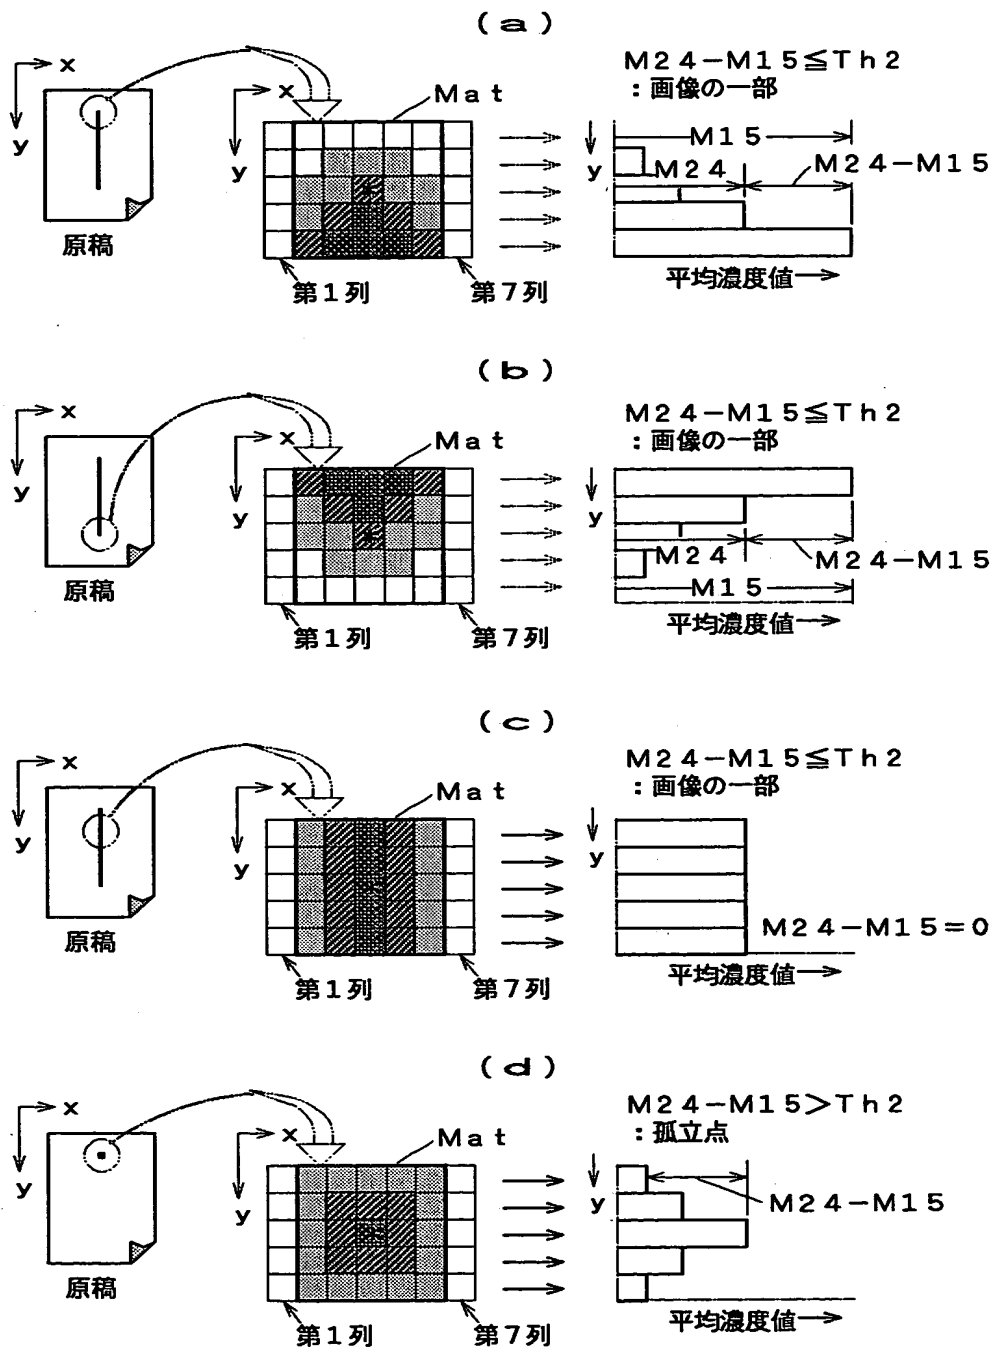 (a)
M24−M15≦Th2
：画像の一部
x
y
原稿
x
y
Mat
第1列
第7列
y
M15
M24
M24−M15
平均濃度値
(b)
M24−M15≦Th2
：画像の一部
x
y
原稿
x
y
Mat
第1列
第7列
y
M24
M24−M15
M15
平均濃度値
(c)
M24−M15≦Th2
：画像の一部
x
y
原稿
x
y
Mat
第1列
第7列
y
M24−M15=0
平均濃度値
(d)
M24−M15>Th2
：孤立点
x
y
原稿
x
y
Mat
第1列
第7列
y
M24−M15
平均濃度値